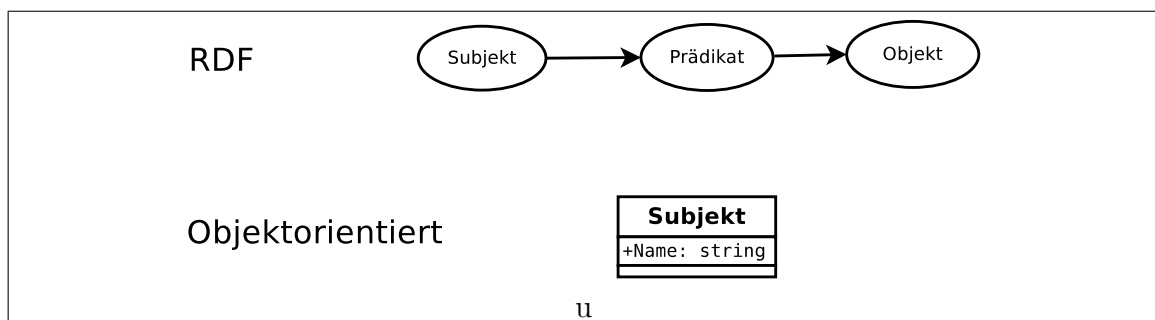 RDF Subjekt Prädikat Objekt
Objektorientiert
Subjekt
+Name: string
u